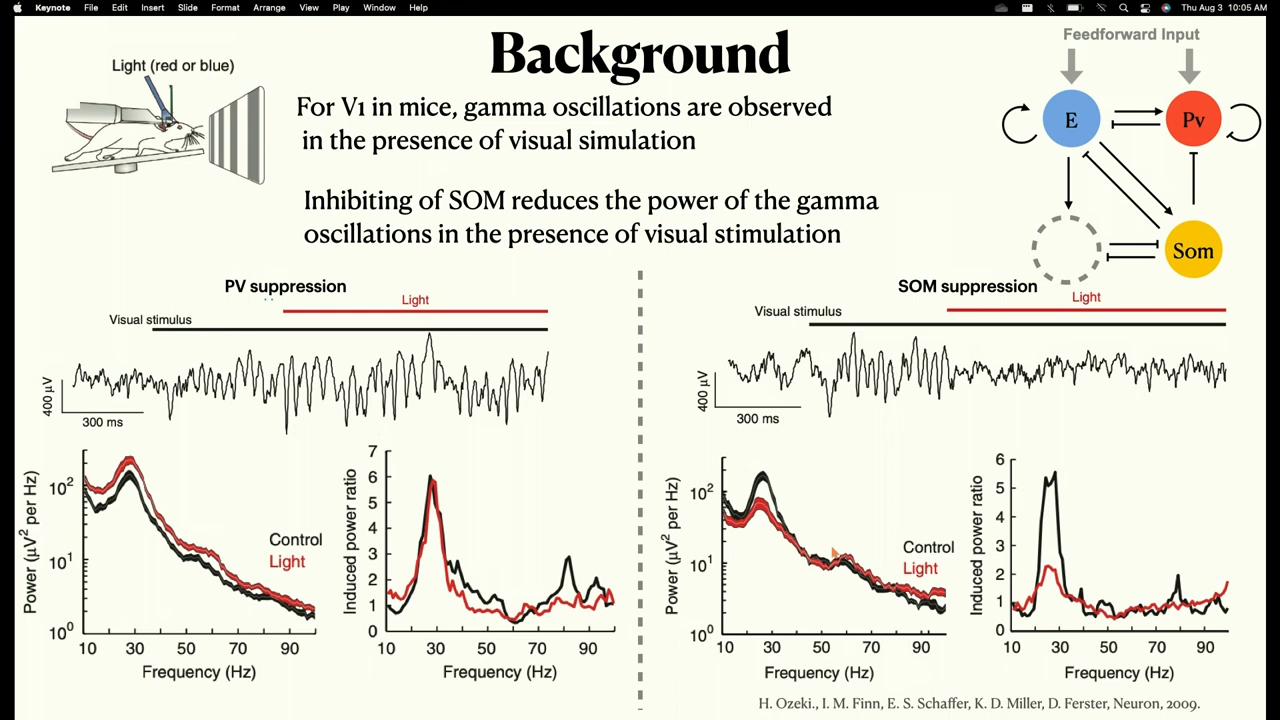 Keynote File Edit Insert Slide Format Arrange View Play Window Help Thu Aug 3 10:05 AM
Background
Light (red or blue)
For V1 in mice, gamma oscillations are observed
in the presence of visual simulation
Inhibiting of SOM reduces the power of the gamma
oscillations in the presence of visual stimulation
Feedforward Input
E
Pv
Som
PV suppression
Light
Visual stimulus
400 µV
300 ms
Power (µV² per Hz)
10²
10¹
10⁰
10 30 50 70 90
Frequency (Hz)
Control
Light
Induced power ratio
7
6
5
4
3
2
1
0
10 30 50 70 90
Frequency (Hz)
SOM suppression
Light
Visual stimulus
400 µV
300 ms
Power (µV² per Hz)
10²
10¹
10⁰
10 30 50 70 90
Frequency (Hz)
Control
Light
Induced power ratio
6
5
4
3
2
1
0
10 30 50 70 90
Frequency (Hz)
H. Ozeki., I. M. Finn, E. S. Schaffer, K. D. Miller, D. Ferster, Neuron, 2009.